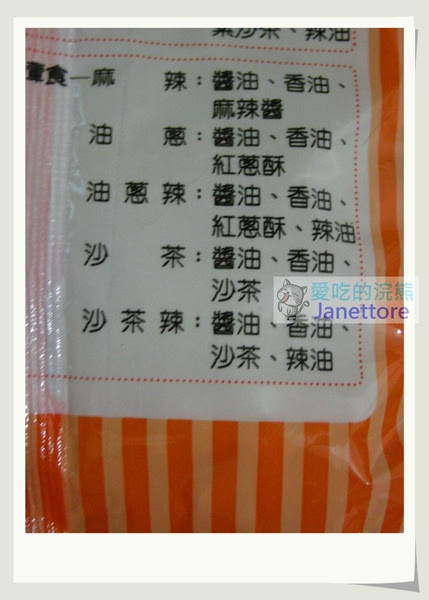 素沙茶、辣油
葷食—麻辣：醬油、香油、
麻辣醬
油蔥：醬油、香油、
紅蔥酥
油蔥辣：醬油、香油、
紅蔥酥、辣油
沙茶：醬油、香油、
沙茶
沙茶辣：醬油、香油、
沙茶、辣油
愛吃的浣熊
Janettore